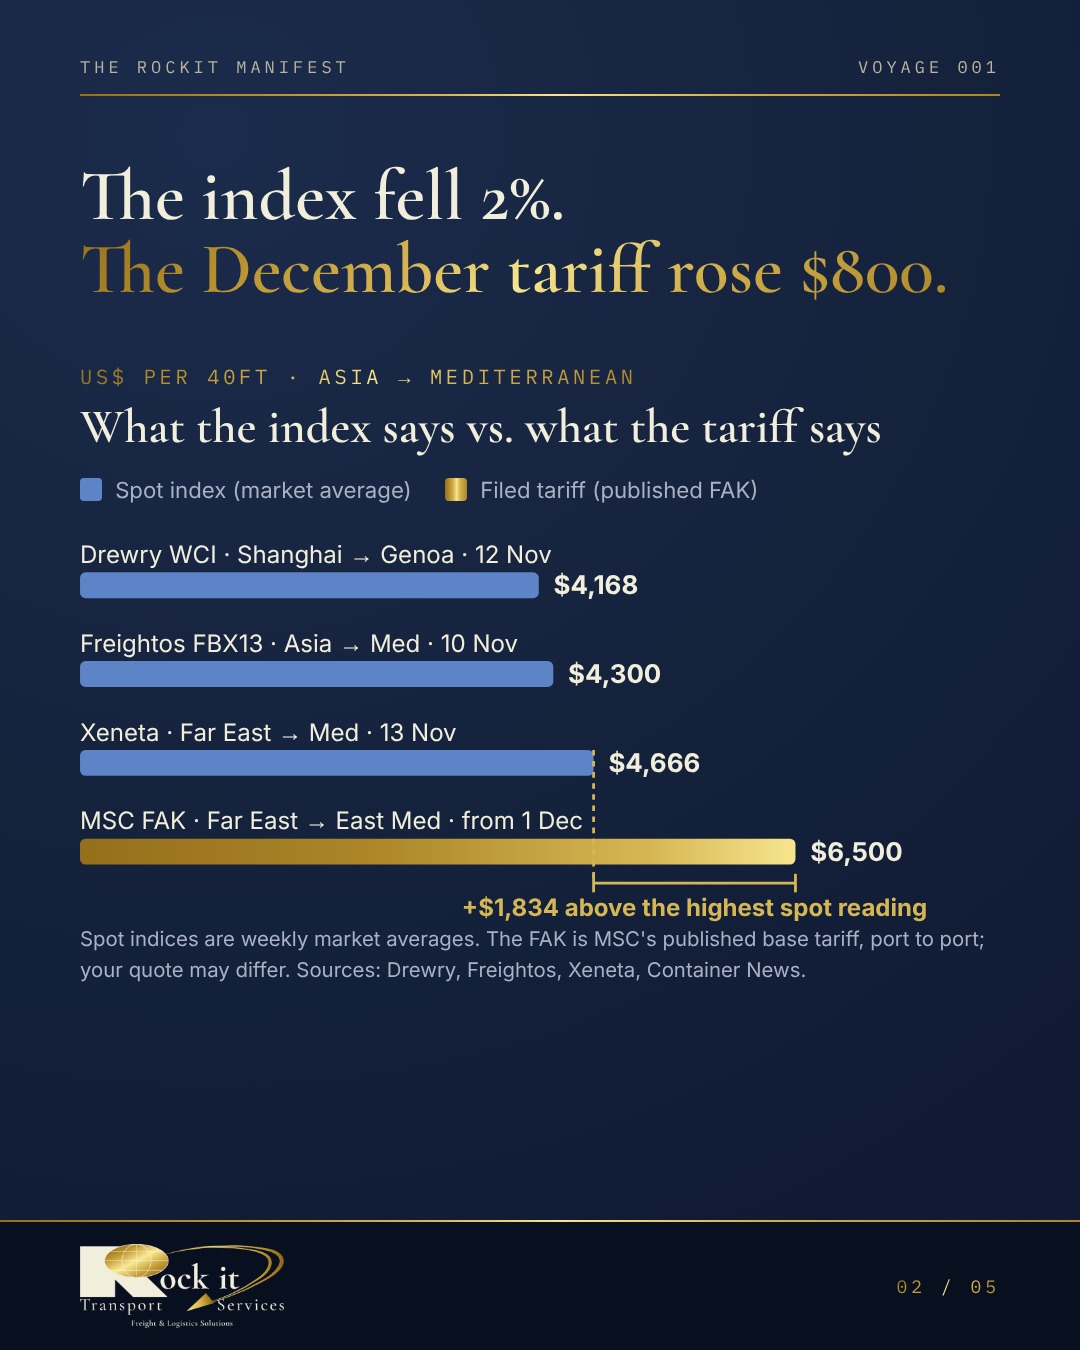 THE ROCKIT MANIFEST
VOYAGE 001
The index fell 2%.
The December tariff rose $800.
US$ PER 40FT · ASIA → MEDITERRANEAN
What the index says vs. what the tariff says
Spot index (market average)
Filed tariff (published FAK)
Drewry WCI · Shanghai → Genoa · 12 Nov
$4,168
Freightos FBX13 · Asia → Med · 10 Nov
$4,300
Xeneta · Far East → Med · 13 Nov
$4,666
MSC FAK · Far East → East Med · from 1 Dec
$6,500
+$1,834 above the highest spot reading
Spot indices are weekly market averages. The FAK is MSC's published base tariff, port to port;
your quote may differ. Sources: Drewry, Freightos, Xeneta, Container News.
Rock it
Transport Services
Freight & Logistics Solutions
02 / 05